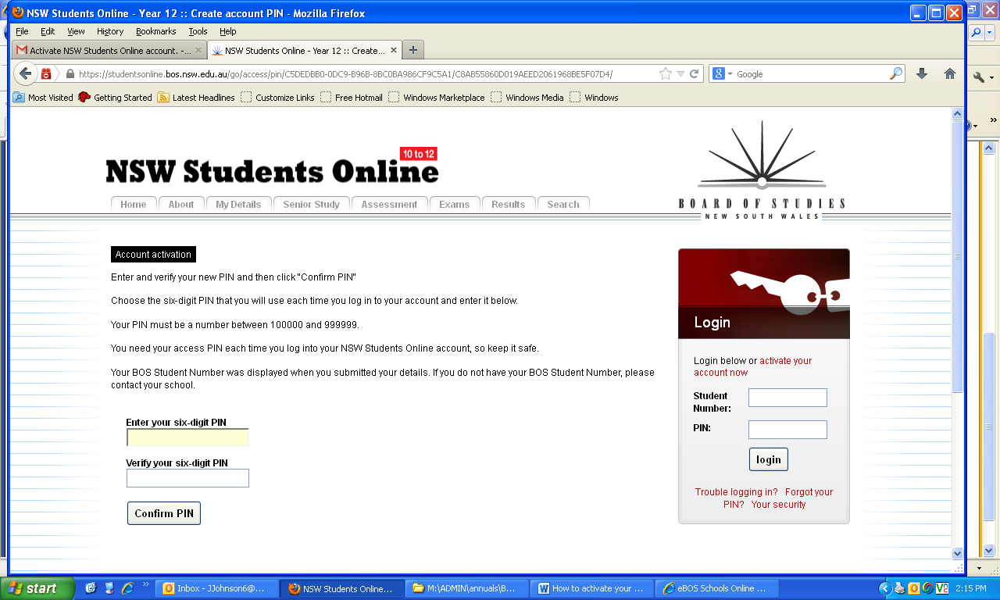 NSW Students Online - Year 12 :: Create account PIN - Mozilla Firefox
File Edit View History Bookmarks Tools Help
Activate NSW Students Online account. -... NSW Students Online - Year 12 :: Create...
https://studentsonline.bos.nsw.edu.au/go/access/pin/ Google
Most Visited Getting Started Latest Headlines Customize Links Free Hotmail Windows Marketplace Windows Media Windows
NSW Students Online
10 to 12
Home About My Details Senior Study Assessment Exams Results Search
BOARD OF STUDIES
NEW SOUTH WALES
Account activation
Enter and verify your new PIN and then click "Confirm PIN"
Choose the six-digit PIN that you will use each time you log in to your account and enter it below.
Your PIN must be a number between 100000 and 999999.
You need your access PIN each time you log into your NSW Students Online account, so keep it safe.
Your BOS Student Number was displayed when you submitted your details. If you do not have your BOS Student Number, please
contact your school.
Enter your six-digit PIN
Verify your six-digit PIN
Confirm PIN
Login
Login below or activate your
account now
Student
Number:
PIN:
login
Trouble logging in? Forgot your
PIN? Your security
start Inbox - JJohnson6@... NSW Students Online... M:\ADMIN\annuals\B... How to activate your ... eBOS Schools Online ... 2:15 PM